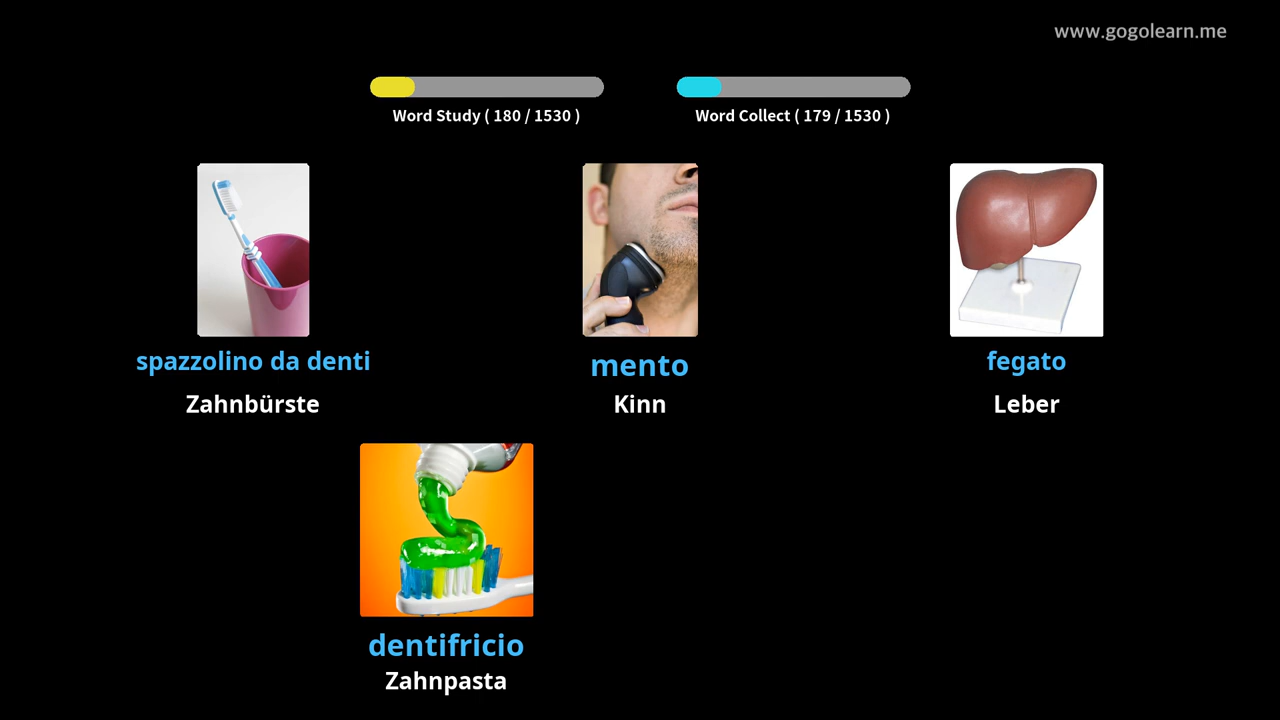 www.gogolearn.me
Word Study ( 180 / 1530 )
Word Collect ( 179 / 1530 )
spazzolino da denti
Zahnbürste
mento
Kinn
fegato
Leber
dentifricio
Zahnpasta